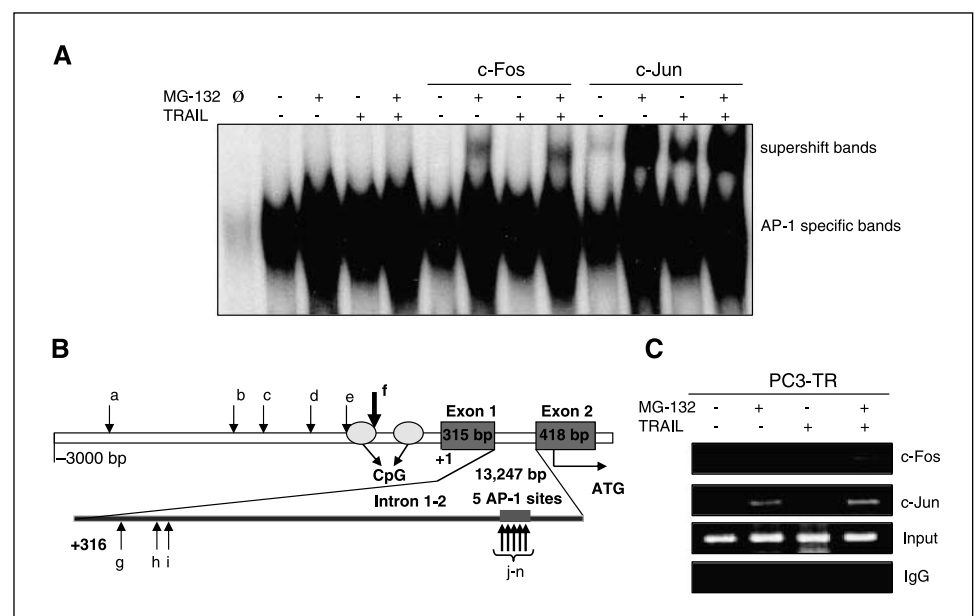 A
c-Fos c-Jun
MG-132 Ø - + - + - + - + - + - +
TRAIL - - + + - - + + - - + +
supershift bands
AP-1 specific bands
B
a b c d e f
Exon 1 Exon 2
315 bp 418 bp
–3000 bp
+1
CpG
13,247 bp
ATG
Intron 1-2 5 AP-1 sites
+316
g h i
j-n
C
PC3-TR
MG-132 - + - +
TRAIL - - + +
c-Fos
c-Jun
Input
IgG